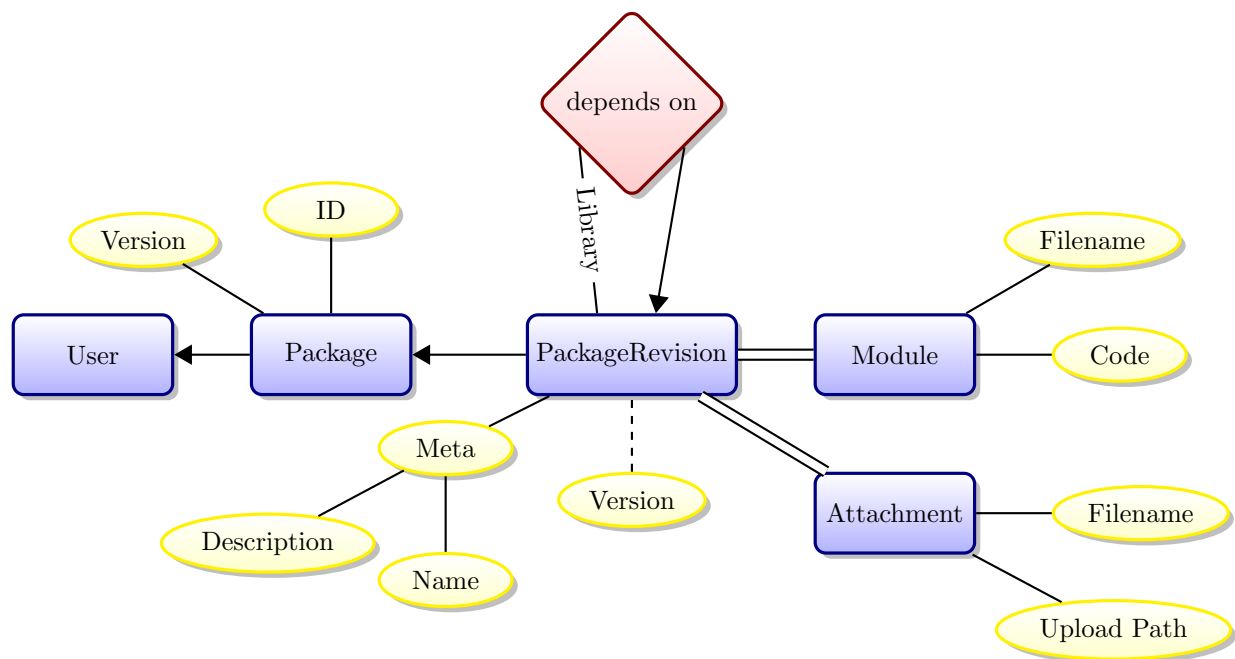 depends on
Library
ID
Version
Filename
User
Package
PackageRevision
Module
Code
Meta
Version
Attachment
Filename
Description
Name
Upload Path